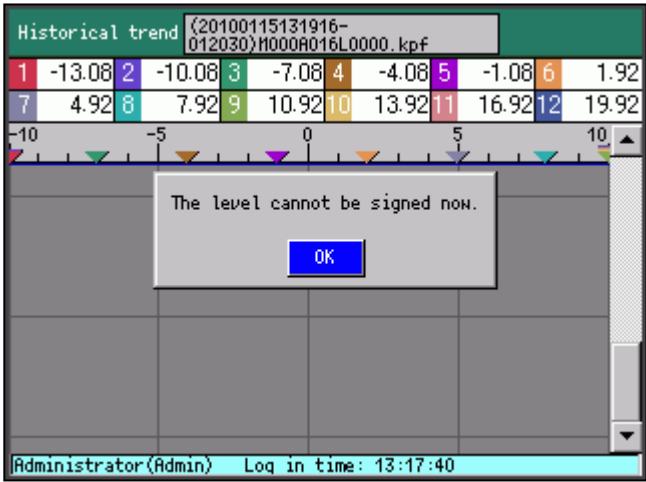 Historical trend (20100115131916-
012030)M000A016L0000.kpf
1 -13.08 2 -10.08 3 -7.08 4 -4.08 5 -1.08 6 1.92
7 4.92 8 7.92 9 10.92 10 13.92 11 16.92 12 19.92
-10 -5 0 5 10
The level cannot be signed now.
OK
Administrator(Admin) Log in time: 13:17:40